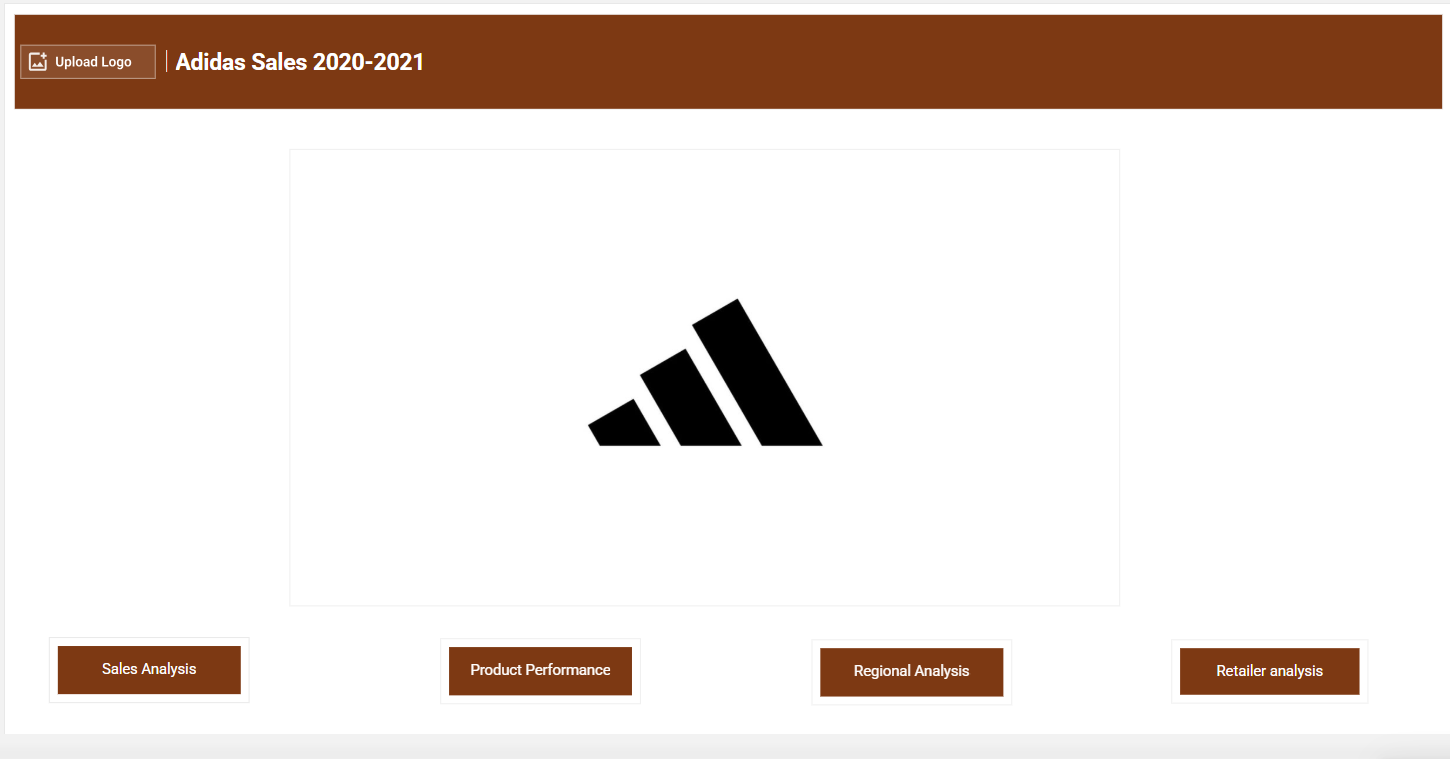 Upload Logo
Adidas Sales 2020-2021
Sales Analysis
Product Performance
Regional Analysis
Retailer analysis